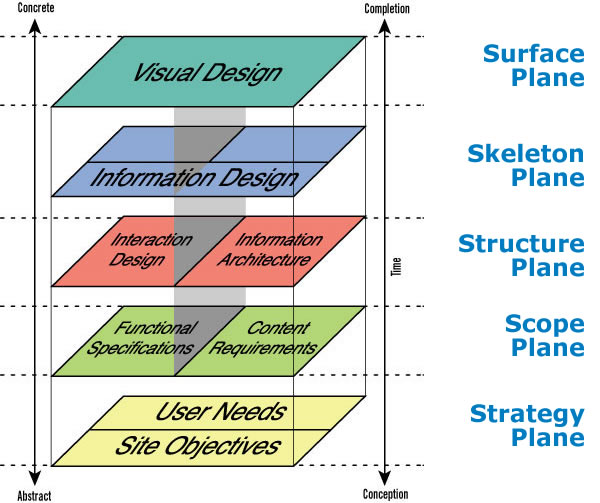 Concrete
Completion
Visual Design
Surface
Plane
Information Design
Skeleton
Plane
Interaction
Design
Information
Architecture
Structure
Plane
Time
Functional
Specifications
Content
Requirements
Scope
Plane
User Needs
Site Objectives
Strategy
Plane
Abstract
Conception